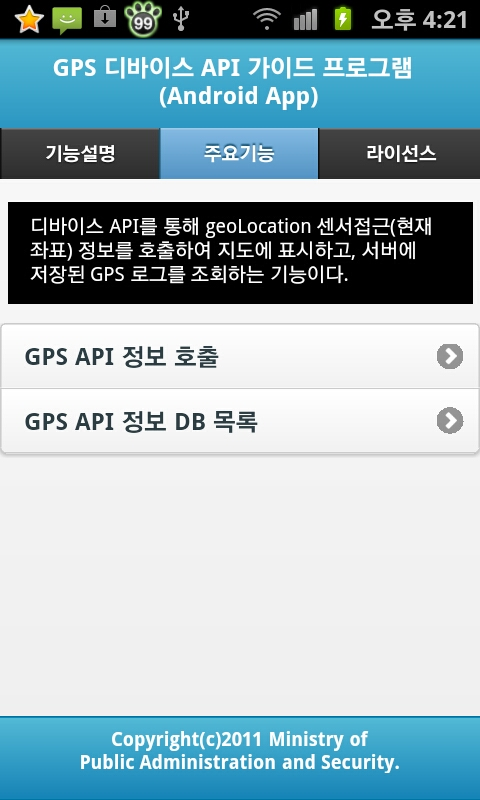 99
오후 4:21
GPS 디바이스 API 가이드 프로그램
(Android App)
기능설명
주요기능
라이선스
디바이스 API를 통해 geoLocation 센서접근(현재
좌표) 정보를 호출하여 지도에 표시하고, 서버에
저장된 GPS 로그를 조회하는 기능이다.
GPS API 정보 호출
GPS API 정보 DB 목록
Copyright(c)2011 Ministry of
Public Administration and Security.